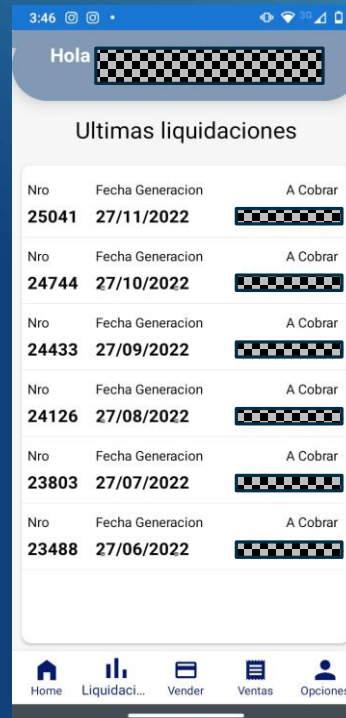 3:46 3G
Hola
Ultimas liquidaciones
Nro Fecha Generacion A Cobrar
25041 27/11/2022
Nro Fecha Generacion A Cobrar
24744 27/10/2022
Nro Fecha Generacion A Cobrar
24433 27/09/2022
Nro Fecha Generacion A Cobrar
24126 27/08/2022
Nro Fecha Generacion A Cobrar
23803 27/07/2022
Nro Fecha Generacion A Cobrar
23488 27/06/2022
Home Liquidaci... Vender Ventas Opciones